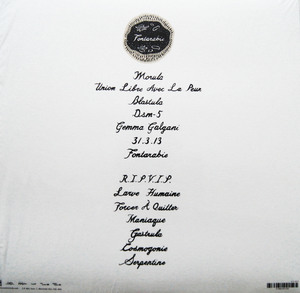 Fontarabie
Morula
Union Libre Avec La Peur
Blastula
Dsm-5
Gemma Galgani
31.3.13
Fontarabie
R.I.P.V.I.P.
Larve Humaine
Forcer À Quitter
Maniaque
Gastrula
Cosmogonie
Serpentine